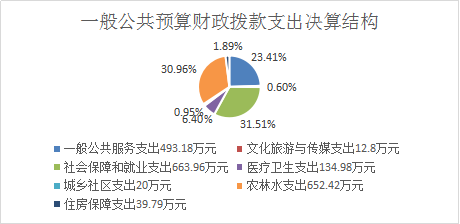 一般公共预算财政拨款支出决算结构
1.89%
23.41%
30.96%
0.60%
0.95%
6.40%
31.51%
一般公共服务支出493.18万元
文化旅游与传媒支出12.8万元
社会保障和就业支出663.96万元
医疗卫生支出134.98万元
城乡社区支出20万元
农林水支出652.42万元
住房保障支出39.79万元